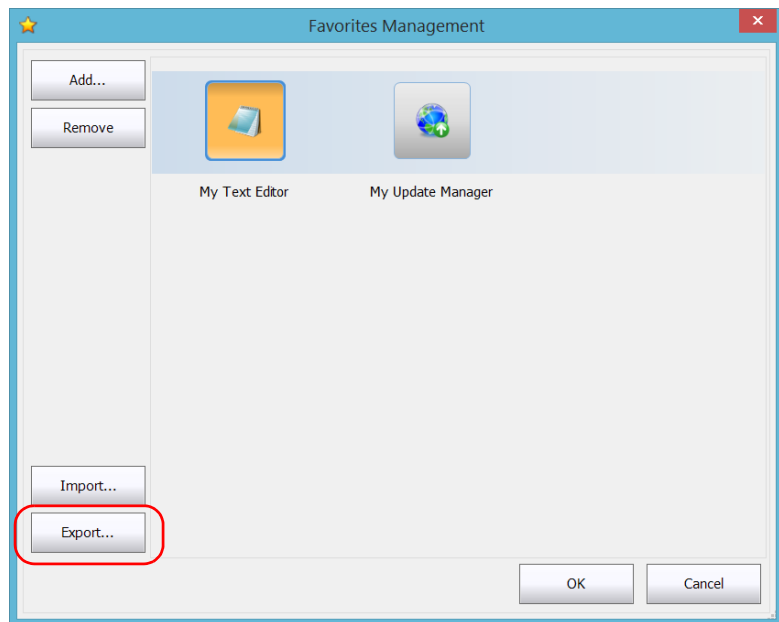 Favorites Management
Add...
Remove
My Text Editor
My Update Manager
Import...
Export...
OK
Cancel